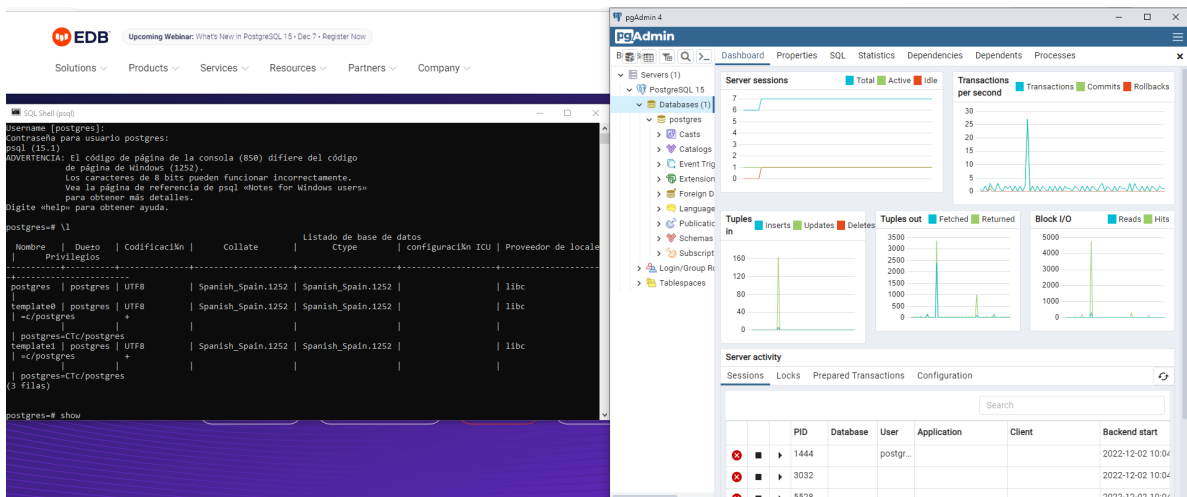 EDB
Upcoming Webinar: What's New in PostgreSQL 15 • Dec 7 • Register Now
Solutions Products Services Resources Partners Company
SQL Shell (psql)
Username [postgres]:
Contraseña para usuario postgres:
psql (15.1)
ADVERTENCIA: El código de página de la consola (850) difiere del código
de página de Windows (1252).
Los caracteres de 8 bits pueden funcionar incorrectamente.
Vea la página de referencia de psql «Notes for Windows users»
para obtener más detalles.
Digite «help» para obtener ayuda.
postgres=# \l
Listado de base de datos
Nombre | Due±o | Codificaci¾n | Collate | Ctype | configuraci¾n ICU | Proveedor de locale
| Privilegios
-----------+----------+--------------+--------------------+--------------------+-------------------+--------------------
-+-----------------------
postgres | postgres | UTF8 | Spanish_Spain.1252 | Spanish_Spain.1252 | | libc
|
template0 | postgres | UTF8 | Spanish_Spain.1252 | Spanish_Spain.1252 | | libc
| =c/postgres +
| | | | | |
| postgres=CTc/postgres
template1 | postgres | UTF8 | Spanish_Spain.1252 | Spanish_Spain.1252 | | libc
| =c/postgres +
| | | | | |
| postgres=CTc/postgres
(3 filas)
postgres=# show
pgAdmin 4
pgAdmin
Dashboard Properties SQL Statistics Dependencies Dependents Processes
Servers (1)
PostgreSQL 15
Databases (1)
postgres
Casts
Catalogs
Event Trig
Extension
Foreign D
Language
Publicatio
Schemas
Subscript
Login/Group Ro
Tablespaces
Server sessions
Total Active Idle
7
6
5
4
3
2
1
0
Transactions per second
Transactions Commits Rollbacks
30
25
20
15
10
5
0
Tuples in
Inserts Updates Deletes
160
120
80
40
0
Tuples out
Fetched Returned
3500
3000
2500
2000
1500
1000
500
0
Block I/O
Reads Hits
5000
4000
3000
2000
1000
0
Server activity
Sessions Locks Prepared Transactions Configuration
Search
PID Database User Application Client Backend start
1444 postgr... 2022-12-02 10:04
3032 2022-12-02 10:04
5528 2022-12-02 10:04